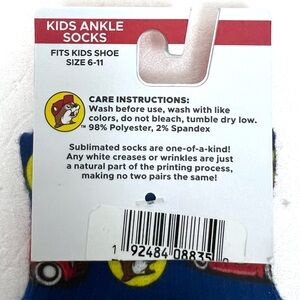 KIDS ANKLE
SOCKS
FITS KIDS SHOE
SIZE 6-11
CARE INSTRUCTIONS:
Wash before use, wash with like
colors, do not bleach, tumble dry low.
™ 98% Polyester, 2% Spandex
Sublimated socks are one-of-a-kind!
Any white creases or wrinkles are just
a natural part of the printing process,
making no two pairs the same!
1 92484 08835